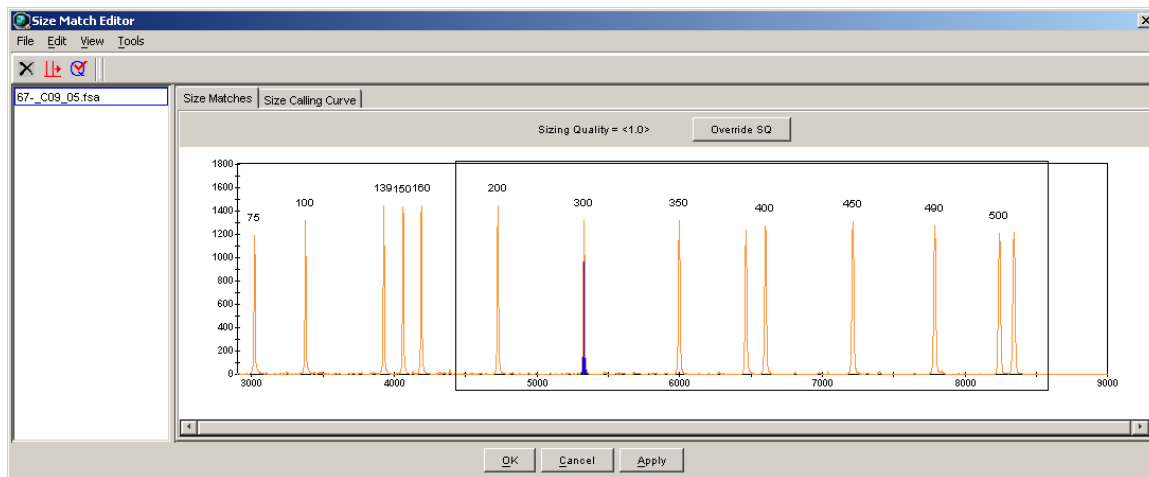 Size Match Editor
File Edit View Tools
67-_C09_05.fsa
Size Matches Size Calling Curve
Sizing Quality = <1.0> Override SQ
1800
1600
1400
1200
1000
800
600
400
200
0
75 100 139 150 160 200 300 350 400 450 490 500
3000 4000 5000 6000 7000 8000 9000
OK Cancel Apply